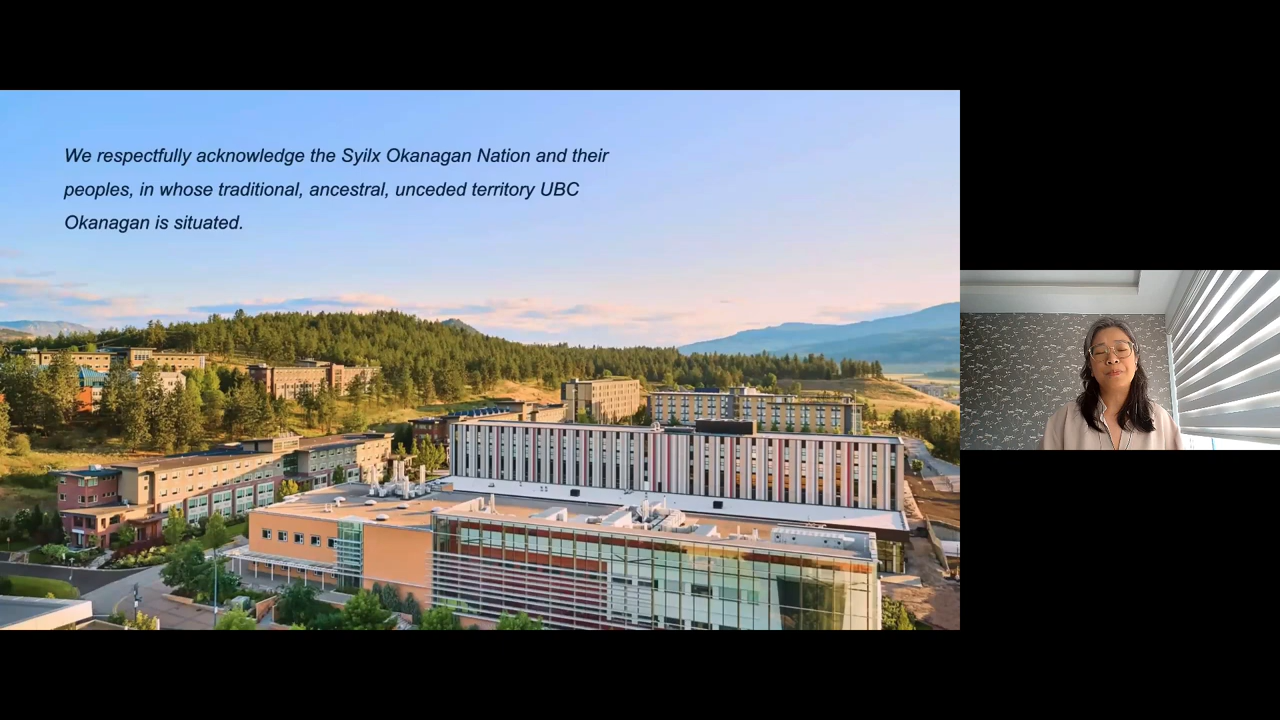 We respectfully acknowledge the Syilx Okanagan Nation and their
peoples, in whose traditional, ancestral, unceded territory UBC
Okanagan is situated.